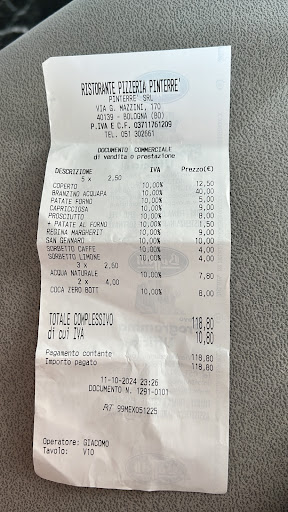 RISTORANTE PIZZERIA PINTERRE'
PINTERRE' SRL
VIA G. MAZZINI, 170
40139 - BOLOGNA (BO)
P.IVA E C.F. 03711761209
TEL. 051 302661
DOCUMENTO COMMERCIALE
di vendita o prestazione
DESCRIZIONE IVA Prezzo(€)
5 x 2,50
COPERTO 10,00% 12,50
BRANZINO ACQUAPA 10,00% 40,00
PATATE FORNO 10,00% 5,00
CAPRICCIOSA 10,00% 9,00
PROSCIUTTO 10,00% 8,00
+ PATATE AL FORNO 10,00% 1,50
REGINA MARGHERIT 10,00% 9,00
SAN GENNARO 10,00% 10,00
SORBETTO CAFFE 10,00% 4,00
SORBETTO LIMONE 10,00% 4,00
3 x 2,60
ACQUA NATURALE 10,00% 7,80
2 x 4,00
COCA ZERO BOTT 10,00% 8,00
TOTALE COMPLESSIVO 118,80
di cui IVA 10,80
Pagamento contante 118,80
Importo pagato 118,80
11-10-2024 23:26
DOCUMENTO N. 1291-0101
RT 99MEX051225
Operatore: GIACOMO
Tavolo: V10